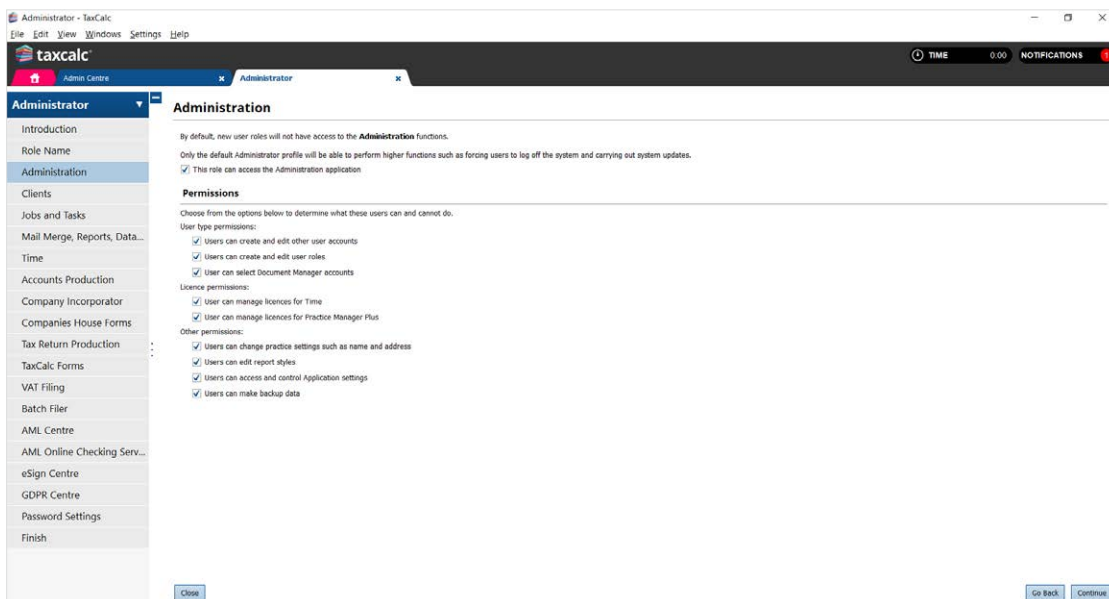 Administrator - TaxCalc
File Edit View Windows Settings Help
taxcalc
TIME 0:00 NOTIFICATIONS 1
Admin Centre
Administrator
Administrator
Introduction
Role Name
Administration
Clients
Jobs and Tasks
Mail Merge, Reports, Data...
Time
Accounts Production
Company Incorporator
Companies House Forms
Tax Return Production
TaxCalc Forms
VAT Filing
Batch Filer
AML Centre
AML Online Checking Serv...
eSign Centre
GDPR Centre
Password Settings
Finish
Administration
By default, new user roles will not have access to the Administration functions.
Only the default Administrator profile will be able to perform higher functions such as forcing users to log off the system and carrying out system updates.
This role can access the Administration application
Permissions
Choose from the options below to determine what these users can and cannot do.
User type permissions:
Users can create and edit other user accounts
Users can create and edit user roles
User can select Document Manager accounts
Licence permissions:
User can manage licences for Time
User can manage licences for Practice Manager Plus
Other permissions:
Users can change practice settings such as name and address
Users can edit report styles
Users can access and control Application settings
Users can make backup data
Close
Go Back
Continue